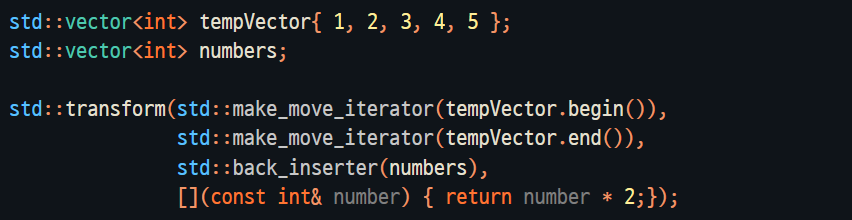 std::vector<int> tempVector{ 1, 2, 3, 4, 5 };
std::vector<int> numbers;

std::transform(std::make_move_iterator(tempVector.begin()),
               std::make_move_iterator(tempVector.end()),
               std::back_inserter(numbers),
               [](const int& number) { return number * 2;});